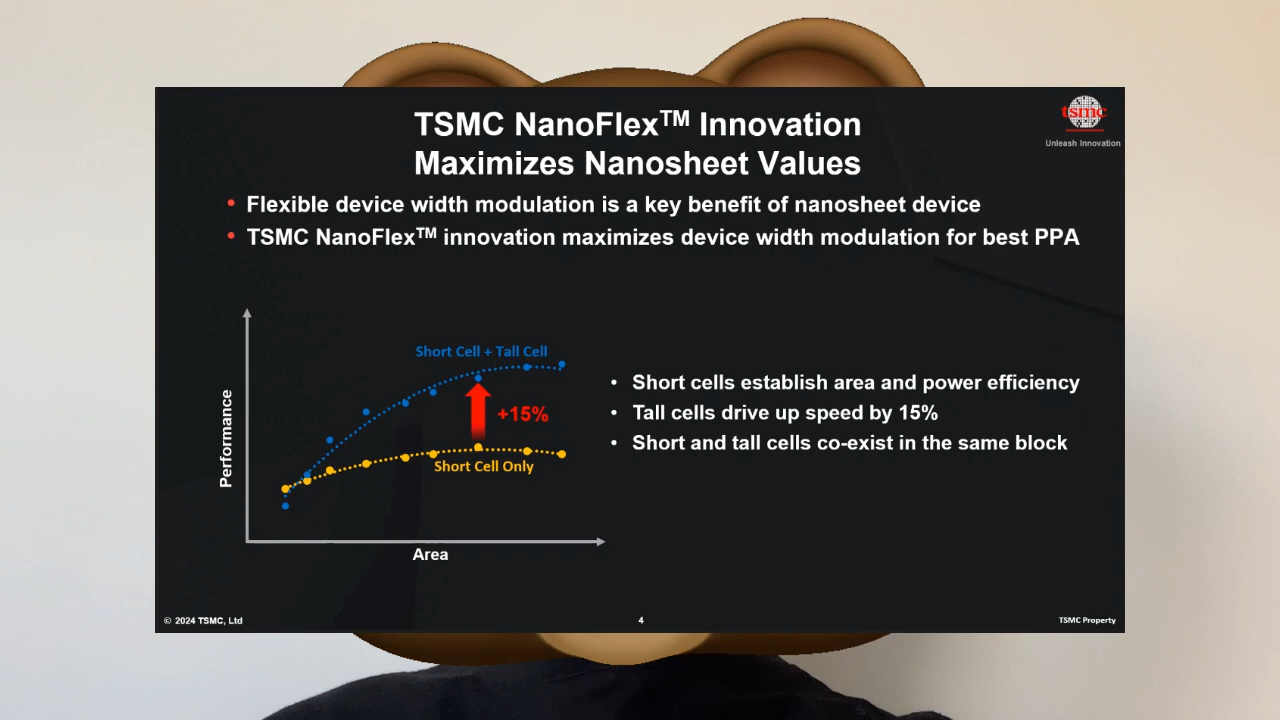 TSMC NanoFlex™ Innovation
Maximizes Nanosheet Values
tsmc
Unleash Innovation
• Flexible device width modulation is a key benefit of nanosheet device
• TSMC NanoFlex™ innovation maximizes device width modulation for best PPA
Performance
Short Cell + Tall Cell
+15%
Short Cell Only
Area
• Short cells establish area and power efficiency
• Tall cells drive up speed by 15%
• Short and tall cells co-exist in the same block
© 2024 TSMC, Ltd
4
TSMC Property